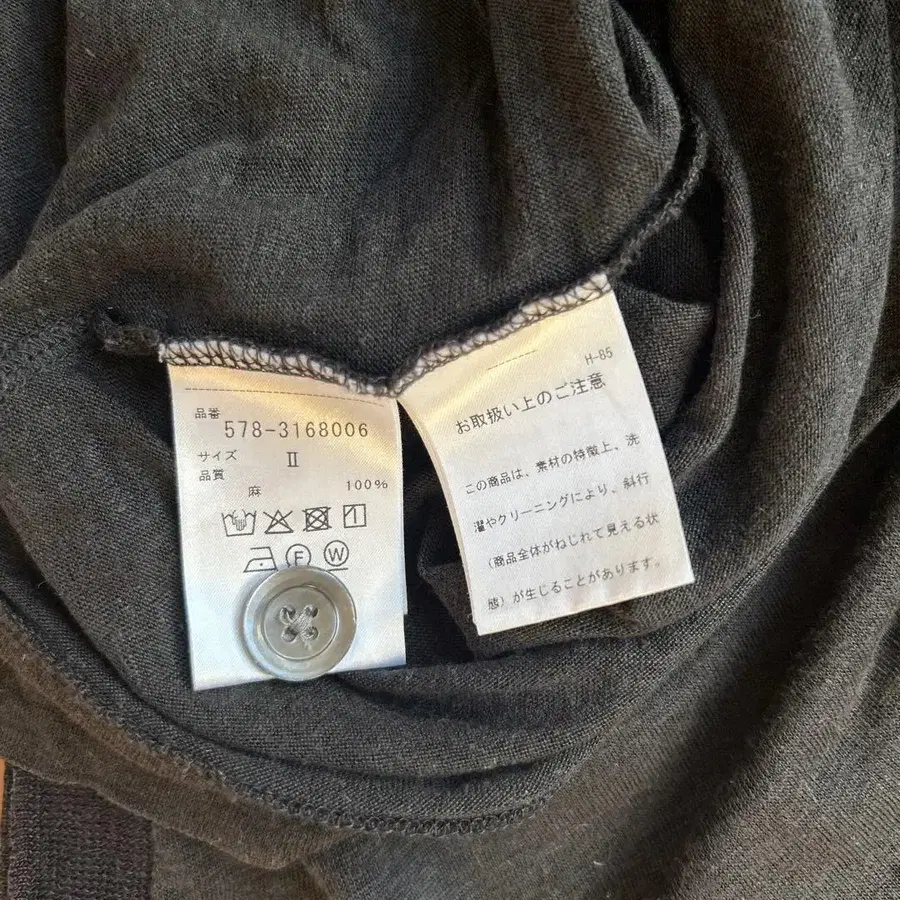 品番
578-3168006
サイズ Ⅱ
品質
麻 100%
F W
H-85
お取扱い上のご注意
この商品は、素材の特徴上、洗
濯やクリーニングにより、斜行
(商品全体がねじれて見える状
態)が生じることがあります。